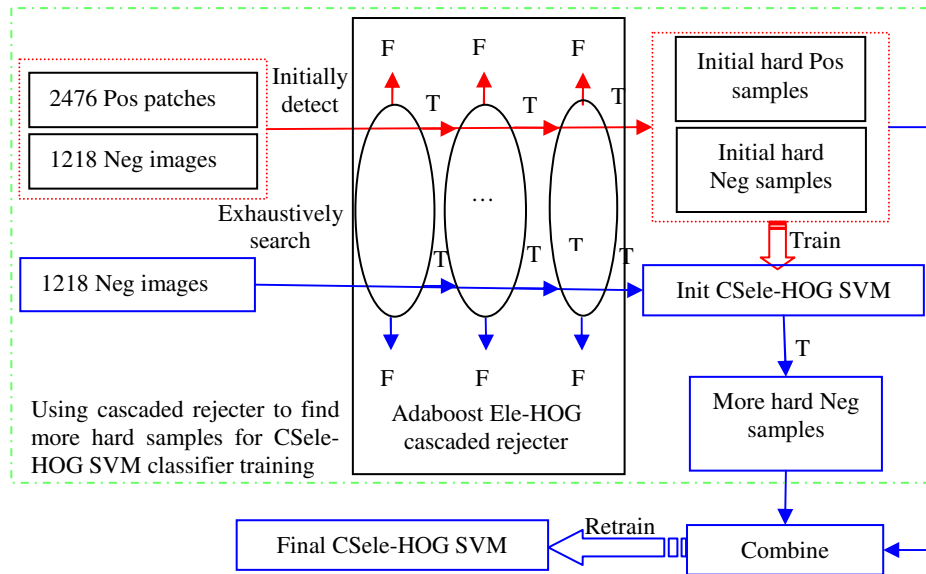 2476 Pos patches
1218 Neg images
Initially
detect
F
F
F
T
T
T
Initial hard Pos
samples
Initial hard
Neg samples
Exhaustively
search
…
T
T
T
T
Train
1218 Neg images
Init CSele-HOG SVM
T
F
F
F
Using cascaded rejecter to find
more hard samples for CSele-
HOG SVM classifier training
Adaboost Ele-HOG
cascaded rejecter
More hard Neg
samples
Final CSele-HOG SVM
Retrain
Combine